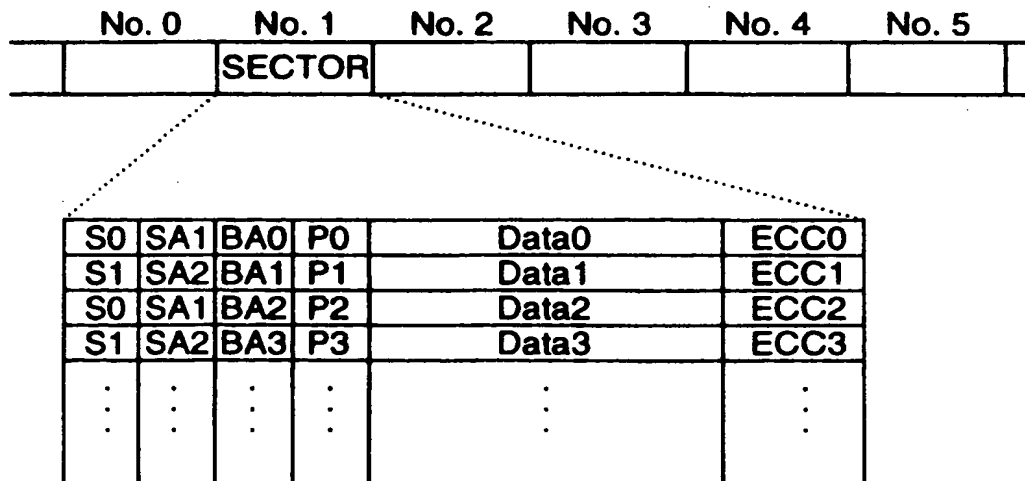 No. 0 No. 1 No. 2 No. 3 No. 4 No. 5
SECTOR
S0 SA1 BA0 P0 Data0 ECC0
S1 SA2 BA1 P1 Data1 ECC1
S0 SA1 BA2 P2 Data2 ECC2
S1 SA2 BA3 P3 Data3 ECC3